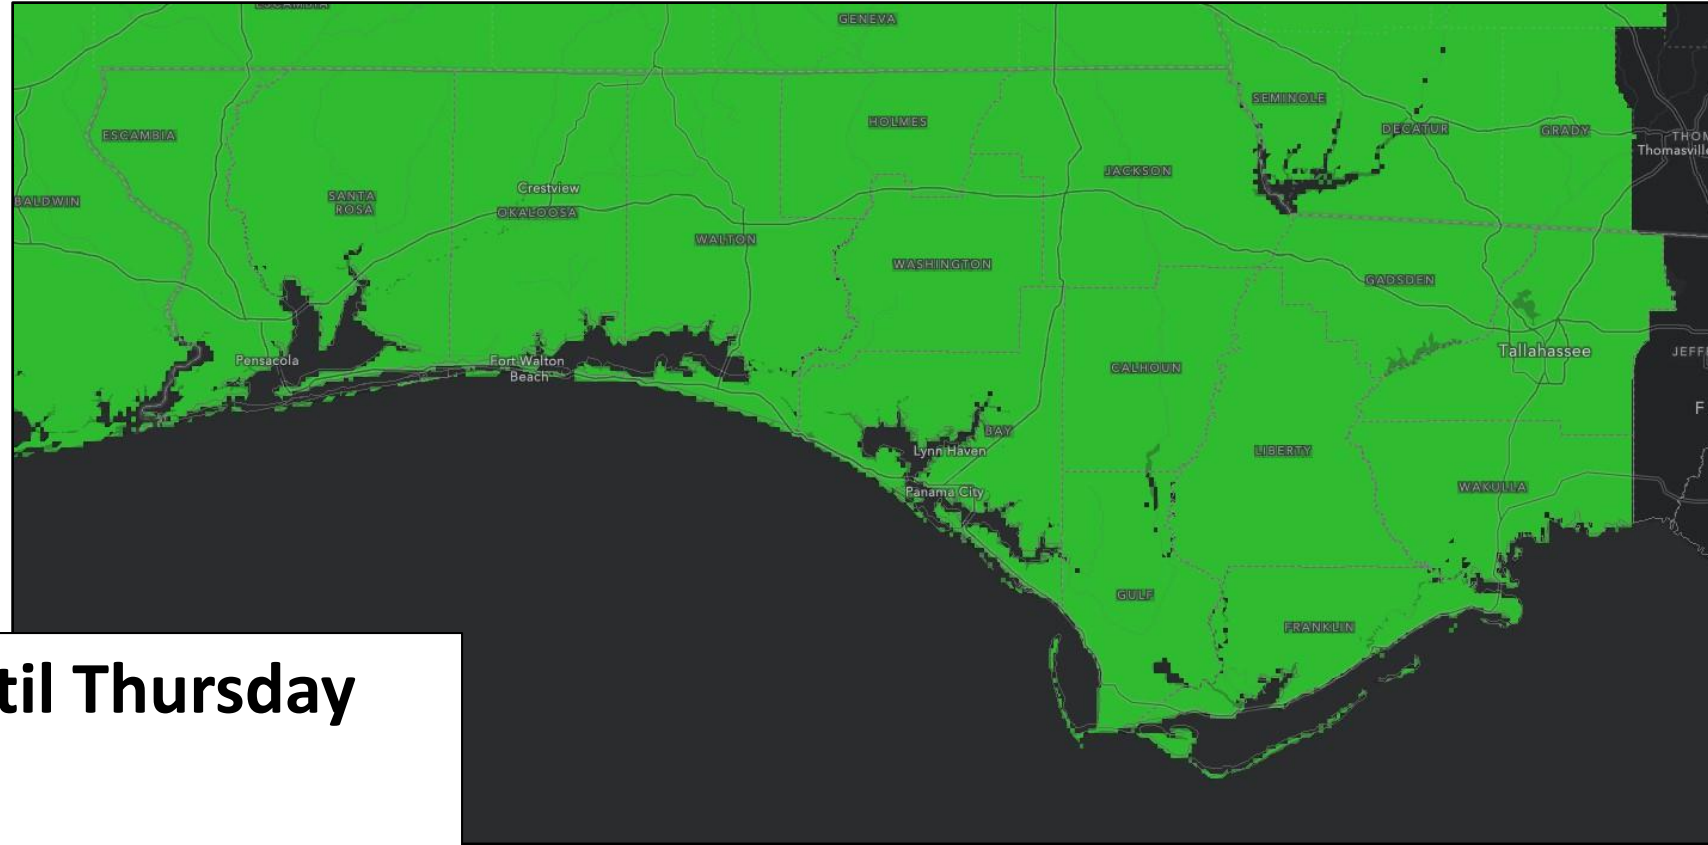 ESCAMBIA
GENEVA
SEMINOLE
HOLMES
DECATUR
GRADY
ESCAMBIA
THOM
Thomasville
JACKSON
Crestview
SANTA
ROSA
BALDWIN
OKALOOSA
WALTON
WASHINGTON
GADSDEN
Tallahassee
JEFF
Pensacola
Fort Walton
Beach
CALHOUN
F
BAY
Lynn Haven
LIBERTY
Panama City
WAKULLA
GULF
FRANKLIN
til Thursday